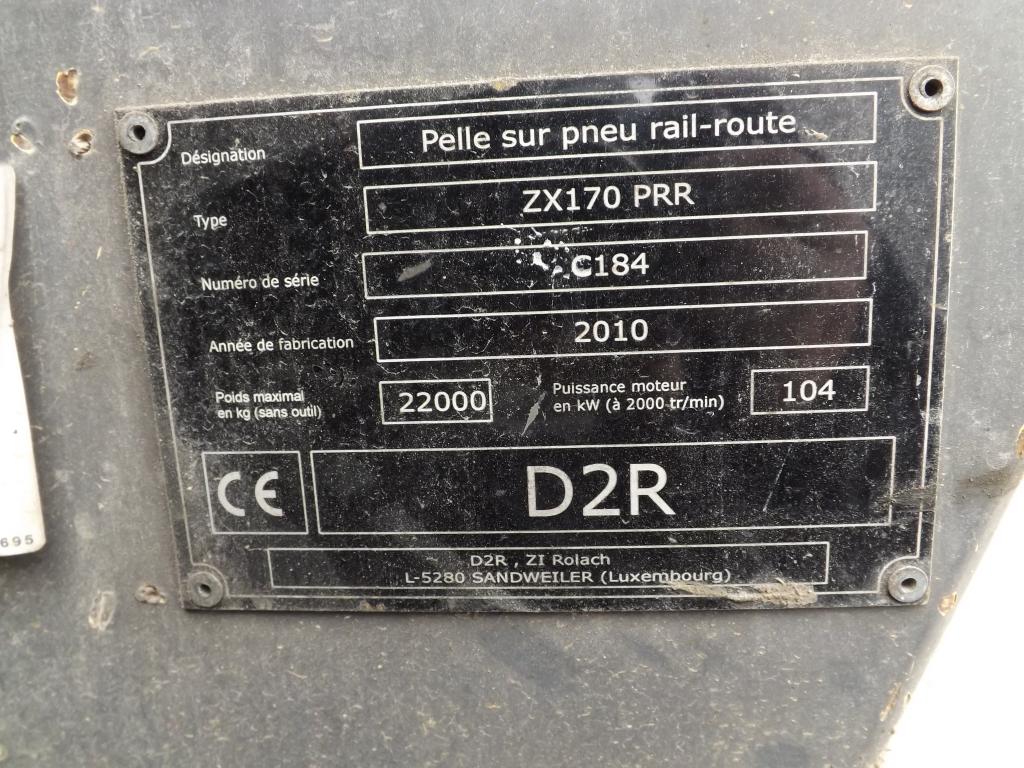 Désignation
Pelle sur pneu rail-route
Type
ZX170 PRR
Numéro de série
C184
Année de fabrication
2010
Poids maximal
en kg (sans outil)
22000
Puissance moteur
en kW (à 2000 tr/min)
104
CE
D2R
D2R , ZI Rolach
L-5280 SANDWEILER (Luxembourg)
695